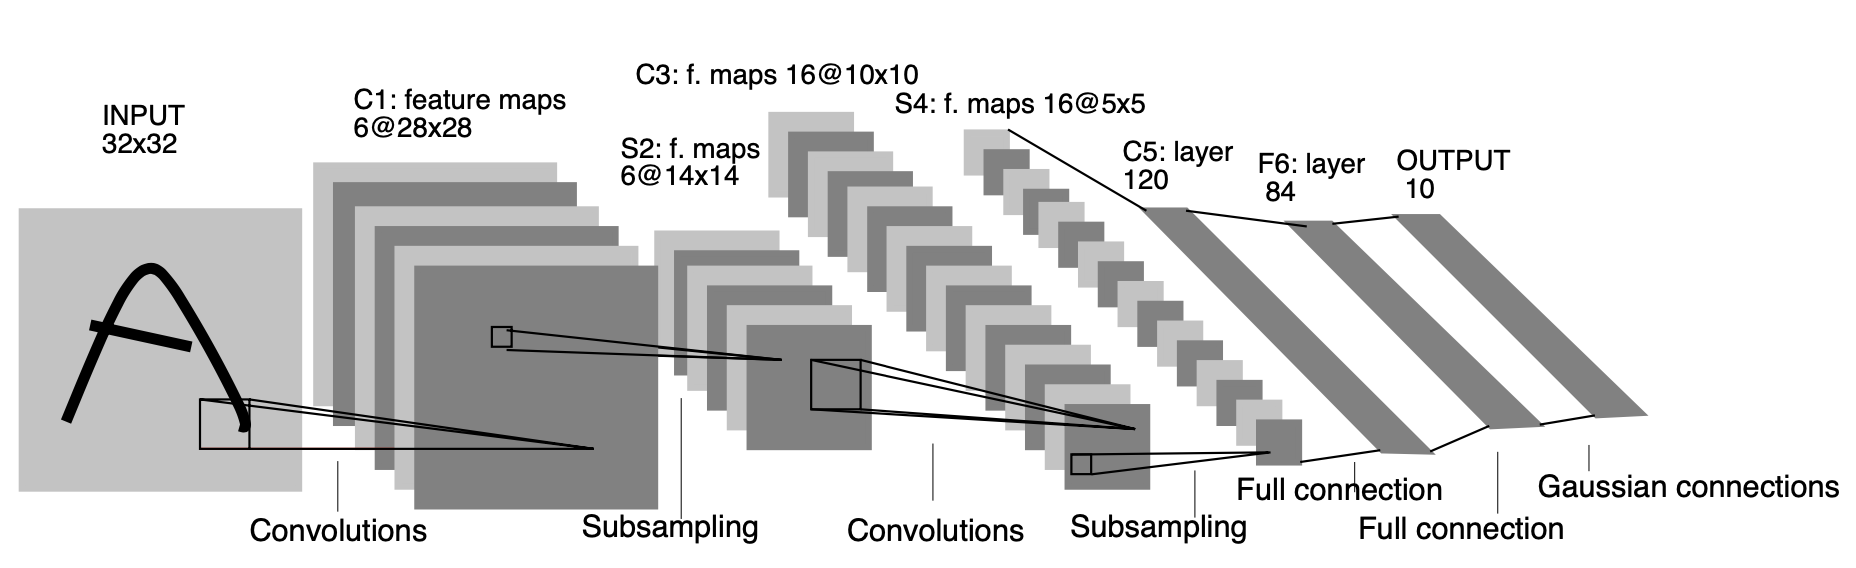 INPUT
32x32
C1: feature maps
6@28x28
S2: f. maps
6@14x14
C3: f. maps 16@10x10
S4: f. maps 16@5x5
C5: layer
120
F6: layer
84
OUTPUT
10
Convolutions
Subsampling
Convolutions
Subsampling
Full connection
Full connection
Gaussian connections